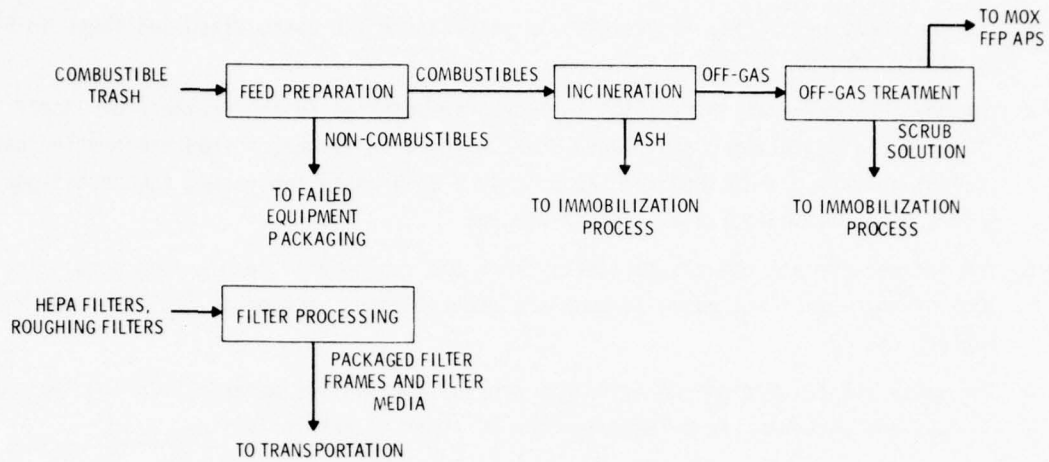 TO MOX
FFP APS
COMBUSTIBLE
TRASH
FEED PREPARATION
COMBUSTIBLES
INCINERATION
OFF-GAS
OFF-GAS TREATMENT
NON-COMBUSTIBLES
ASH
SCRUB
SOLUTION
TO FAILED
EQUIPMENT
PACKAGING
TO IMMOBILIZATION
PROCESS
TO IMMOBILIZATION
PROCESS
HEPA FILTERS,
ROUGHING FILTERS
FILTER PROCESSING
PACKAGED FILTER
FRAMES AND FILTER
MEDIA
TO TRANSPORTATION